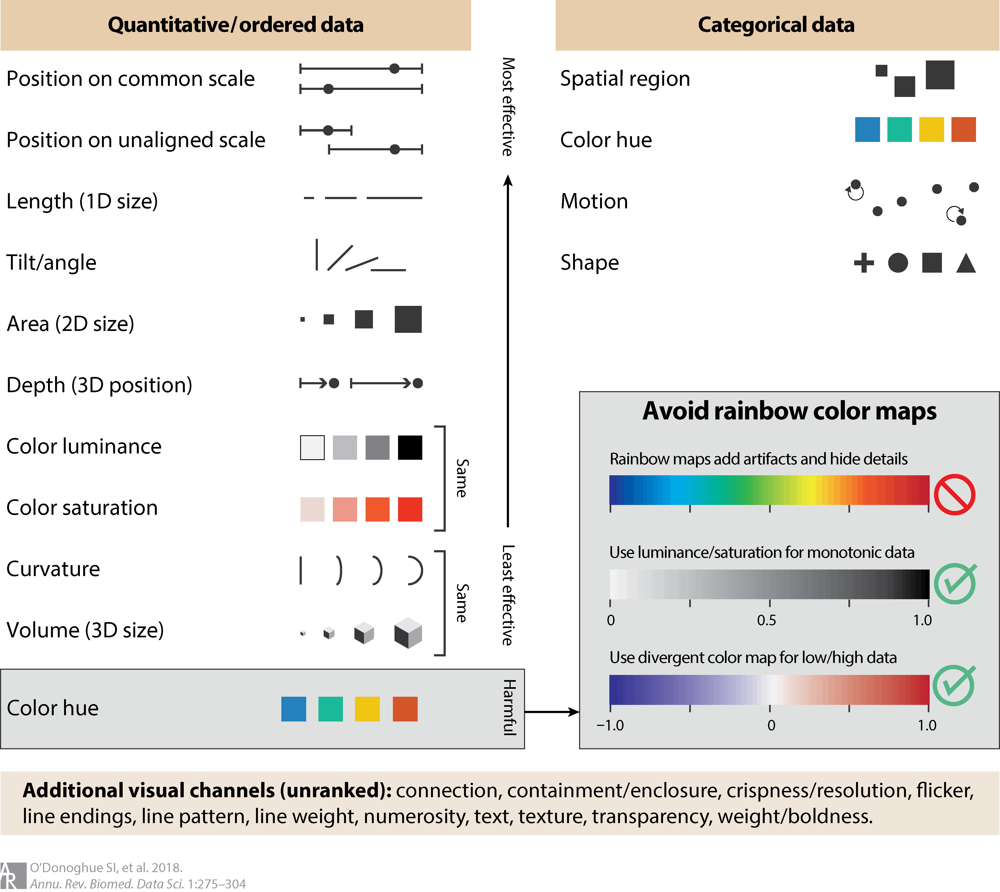 Quantitative/ordered data
Position on common scale
Position on unaligned scale
Length (1D size)
Tilt/angle
Area (2D size)
Depth (3D position)
Color luminance
Color saturation
Same
Curvature
Volume (3D size)
Same
Color hue
Most effective
Least effective
Harmful
Categorical data
Spatial region
Color hue
Motion
Shape
Avoid rainbow color maps
Rainbow maps add artifacts and hide details
Use luminance/saturation for monotonic data
0 0.5 1.0
Use divergent color map for low/high data
−1.0 0 1.0
Additional visual channels (unranked): connection, containment/enclosure, crispness/resolution, flicker,
line endings, line pattern, line weight, numerosity, text, texture, transparency, weight/boldness.
AR
O’Donoghue SI, et al. 2018.
Annu. Rev. Biomed. Data Sci. 1:275–304